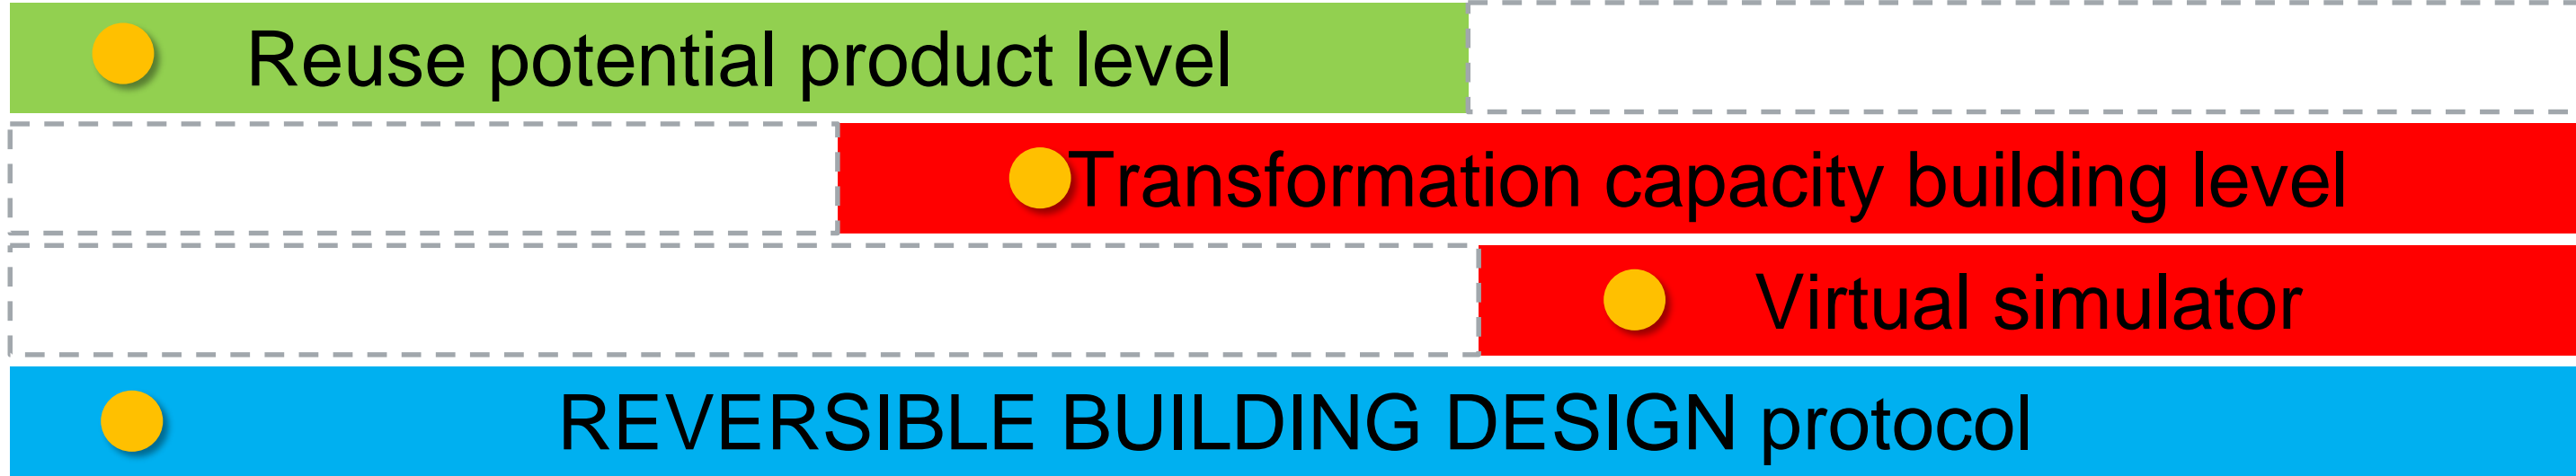 Reuse potential product level
Transformation capacity building level
Virtual simulator
REVERSIBLE BUILDING DESIGN protocol